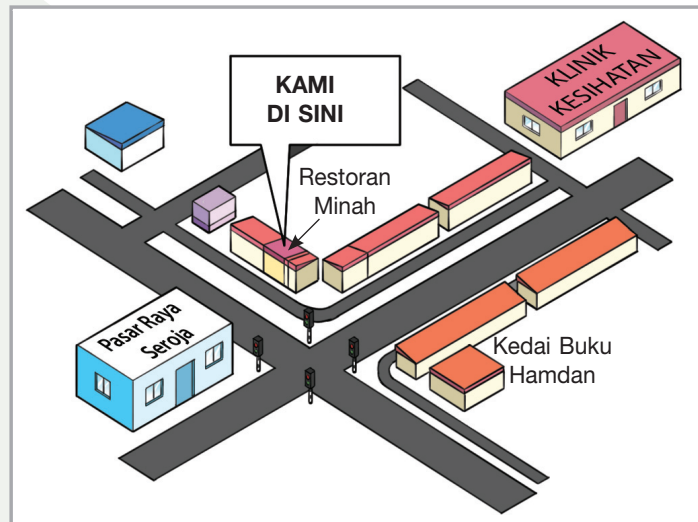 KLINIK
KESIHATAN
KAMI
DI SINI
Restoran
Minah
Pasar Raya
Seroja
Kedai Buku
Hamdan